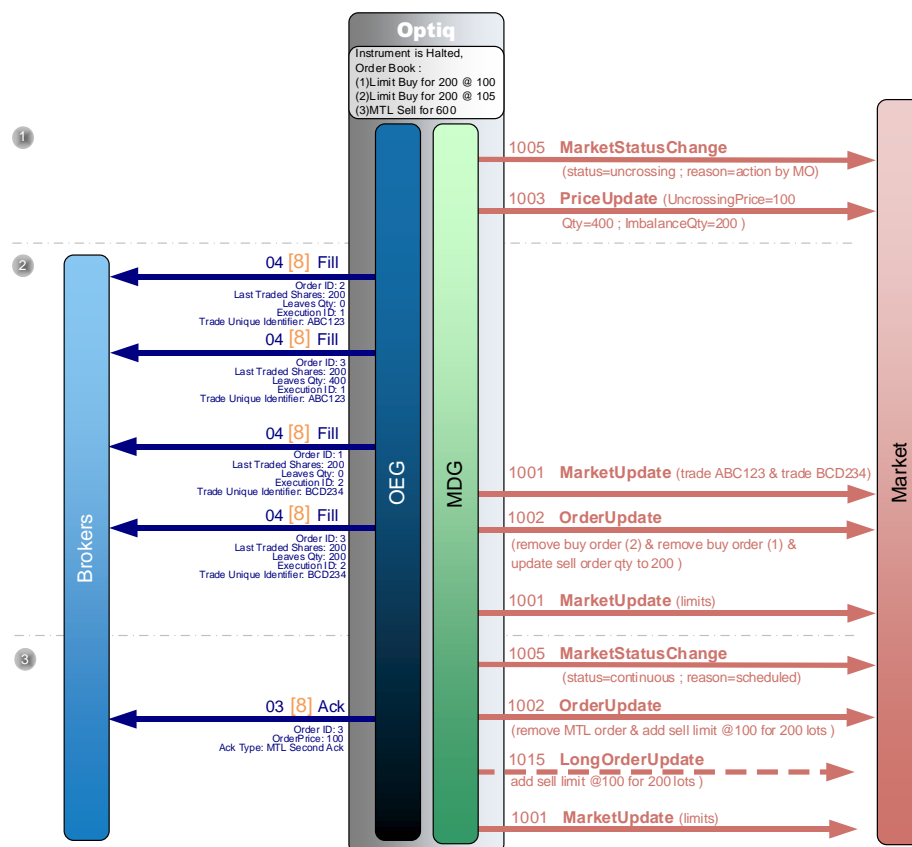 Optiq
Instrument is Halted,
Order Book :
(1)Limit Buy for 200 @ 100
(2)Limit Buy for 200 @ 105
(3)MTL Sell for 600
1
1005 MarketStatusChange
(status=uncrossing ; reason=action by MO)
1003 PriceUpdate (UncrossingPrice=100
Qty=400 ; ImbalanceQty=200 )
2
04 [8] Fill
Order ID: 2
Last Traded Shares: 200
Leaves Qty: 0
Execution ID: 1
Trade Unique Identifier: ABC123
04 [8] Fill
Order ID: 3
Last Traded Shares: 200
Leaves Qty: 400
Execution ID: 1
Trade Unique Identifier: ABC123
04 [8] Fill
Order ID: 1
Last Traded Shares: 200
Leaves Qty: 0
Execution ID: 2
Trade Unique Identifier: BCD234
04 [8] Fill
Order ID: 3
Last Traded Shares: 200
Leaves Qty: 200
Execution ID: 2
Trade Unique Identifier: BCD234
1001 MarketUpdate (trade ABC123 & trade BCD234)
1002 OrderUpdate
(remove buy order (2) & remove buy order (1) &
update sell order qty to 200 )
1001 MarketUpdate (limits)
Brokers
OEG
MDG
Market
3
1005 MarketStatusChange
(status=continuous ; reason=scheduled)
03 [8] Ack
Order ID: 3
OrderPrice: 100
Ack Type: MTL Second Ack
1002 OrderUpdate
(remove MTL order & add sell limit @100 for 200 lots )
1015 LongOrderUpdate
add sell limit @100 for 200 lots )
1001 MarketUpdate (limits)